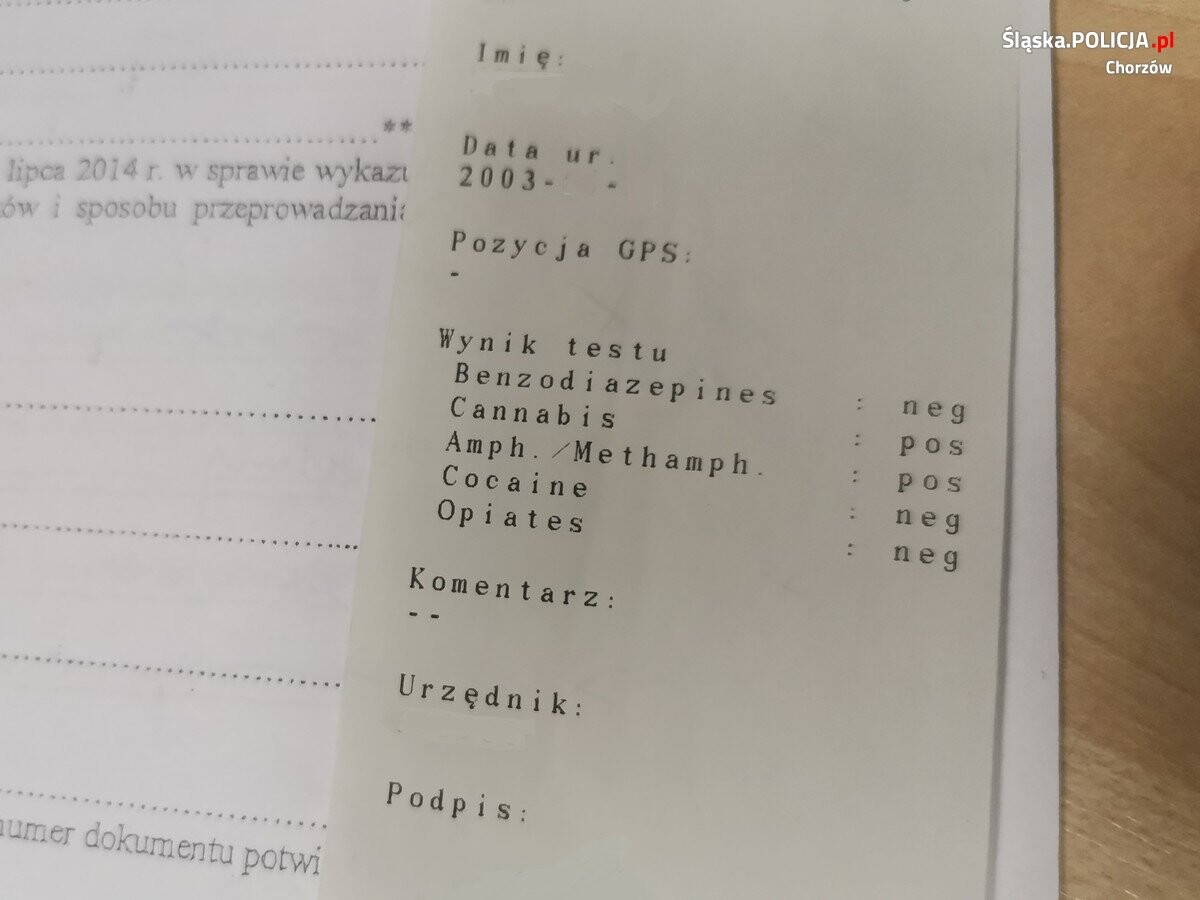 Śląska.POLICJA.pl
Chorzów
Imię:
Data ur.
2003-  -
Pozycja GPS:
-
Wynik testu
Benzodiazepines : neg
Cannabis : pos
Amph./Methamph. : pos
Cocaine : neg
Opiates : neg
Komentarz:
--
Urzędnik:
Podpis:
**
lipca 2014 r. w sprawie wykazu
i sposobu przeprowadzania
numer dokumentu potwi